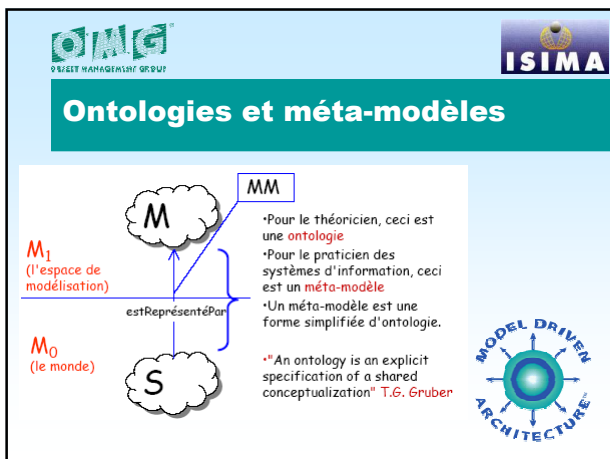 OMG
OBJECT MANAGEMENT GROUP
ISIMA
Ontologies et méta-modèles
MM
M
M1
(l'espace de
modélisation)
estReprésentéPar
M0
(le monde)
S
•Pour le théoricien, ceci est
une ontologie
•Pour le praticien des
systèmes d'information, ceci
est un méta-modèle
•Un méta-modèle est une
forme simplifiée d'ontologie.
•"An ontology is an explicit
specification of a shared
conceptualization" T.G. Gruber
MODEL DRIVEN
ARCHITECTURE™